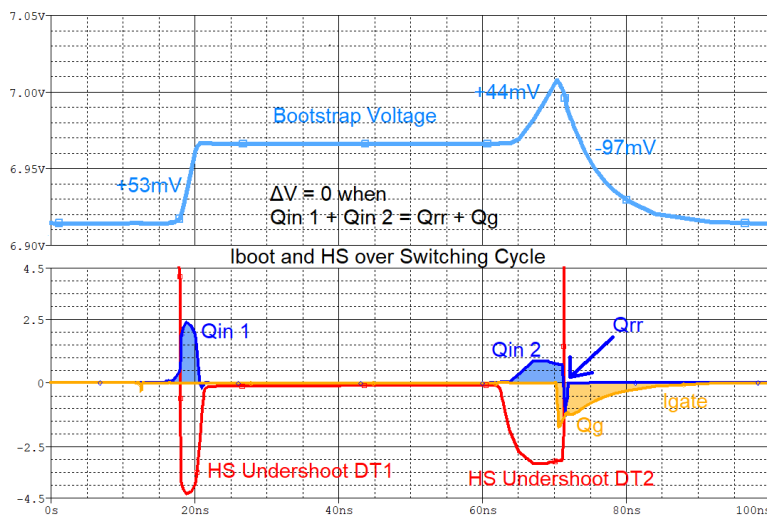 7.05V
7.00V
6.95V
6.90V
+44mV
Bootstrap Voltage
-97mV
+53mV
ΔV = 0 when
Qin 1 + Qin 2 = Qrr + Qg
Iboot and HS over Switching Cycle
4.5
2.5
0
-2.5
-4.5
Qin 1
Qrr
Qin 2
Igate
Qg
HS Undershoot DT1
HS Undershoot DT2
0s
20ns
40ns
60ns
80ns
100ns